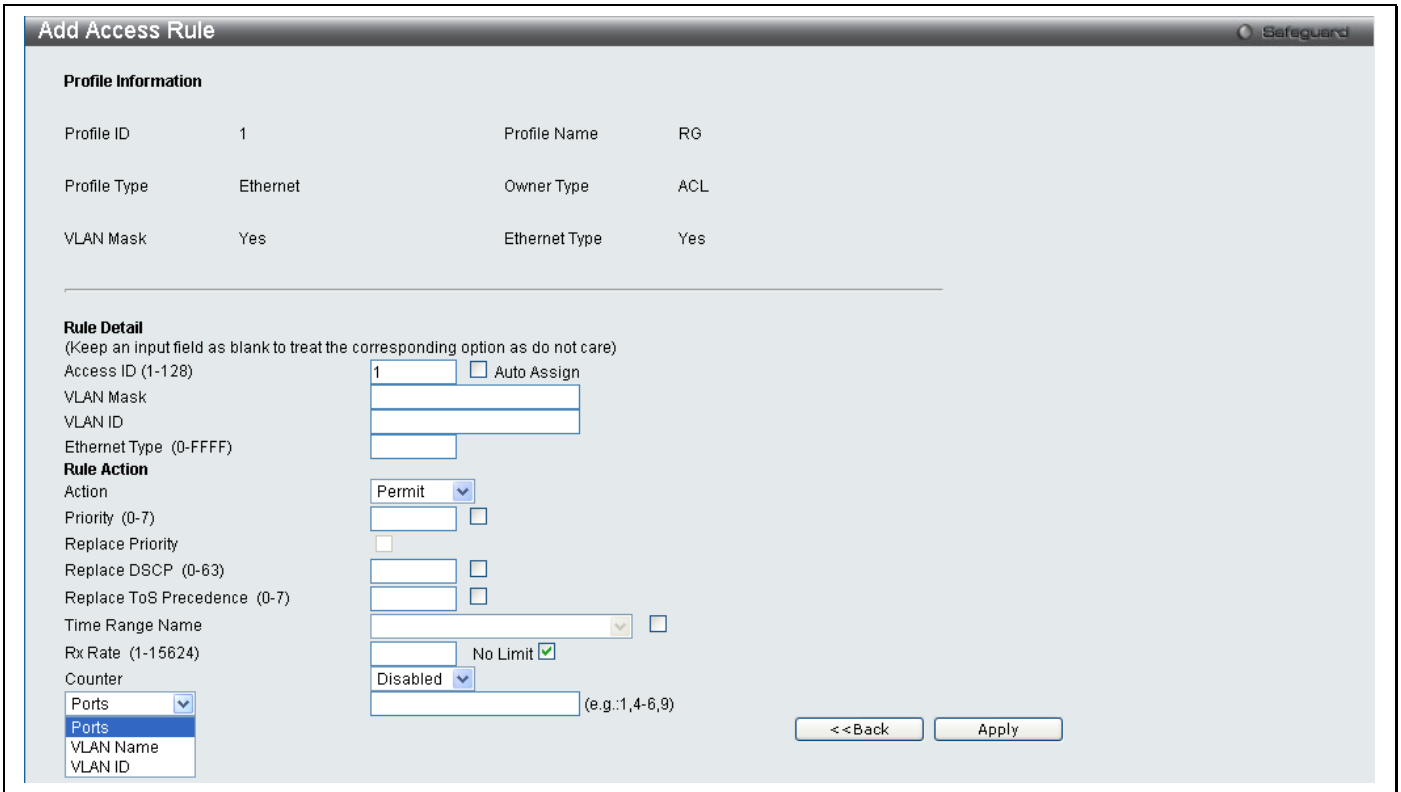 Add Access Rule Safeguard
Profile Information
Profile ID 1 Profile Name RG
Profile Type Ethernet Owner Type ACL
VLAN Mask Yes Ethernet Type Yes
Rule Detail
(Keep an input field as blank to treat the corresponding option as do not care)
Access ID (1-128) 1 Auto Assign
VLAN Mask
VLAN ID
Ethernet Type (0-FFFF)
Rule Action
Action Permit
Priority (0-7)
Replace Priority
Replace DSCP (0-63)
Replace ToS Precedence (0-7)
Time Range Name
Rx Rate (1-15624) No Limit
Counter Disabled
Ports (e.g.:1,4-6,9)
Ports
VLAN Name
VLAN ID
<<Back Apply